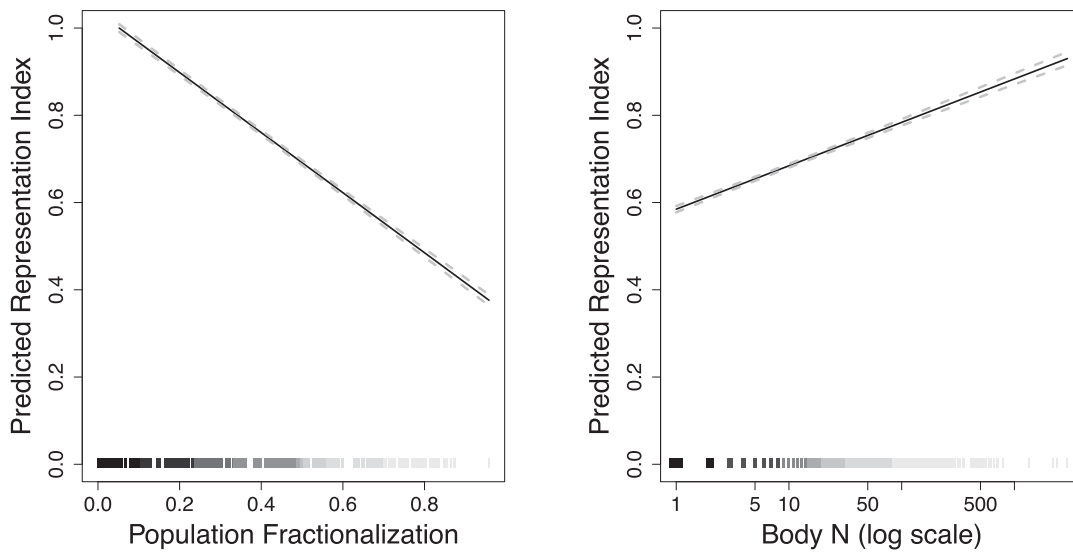 Predicted Representation Index
1.0
0.8
0.6
0.4
0.2
0.0
0.0 0.2 0.4 0.6 0.8
Population Fractionalization
Predicted Representation Index
1.0
0.8
0.6
0.4
0.2
0.0
1 5 10 50 500
Body N (log scale)